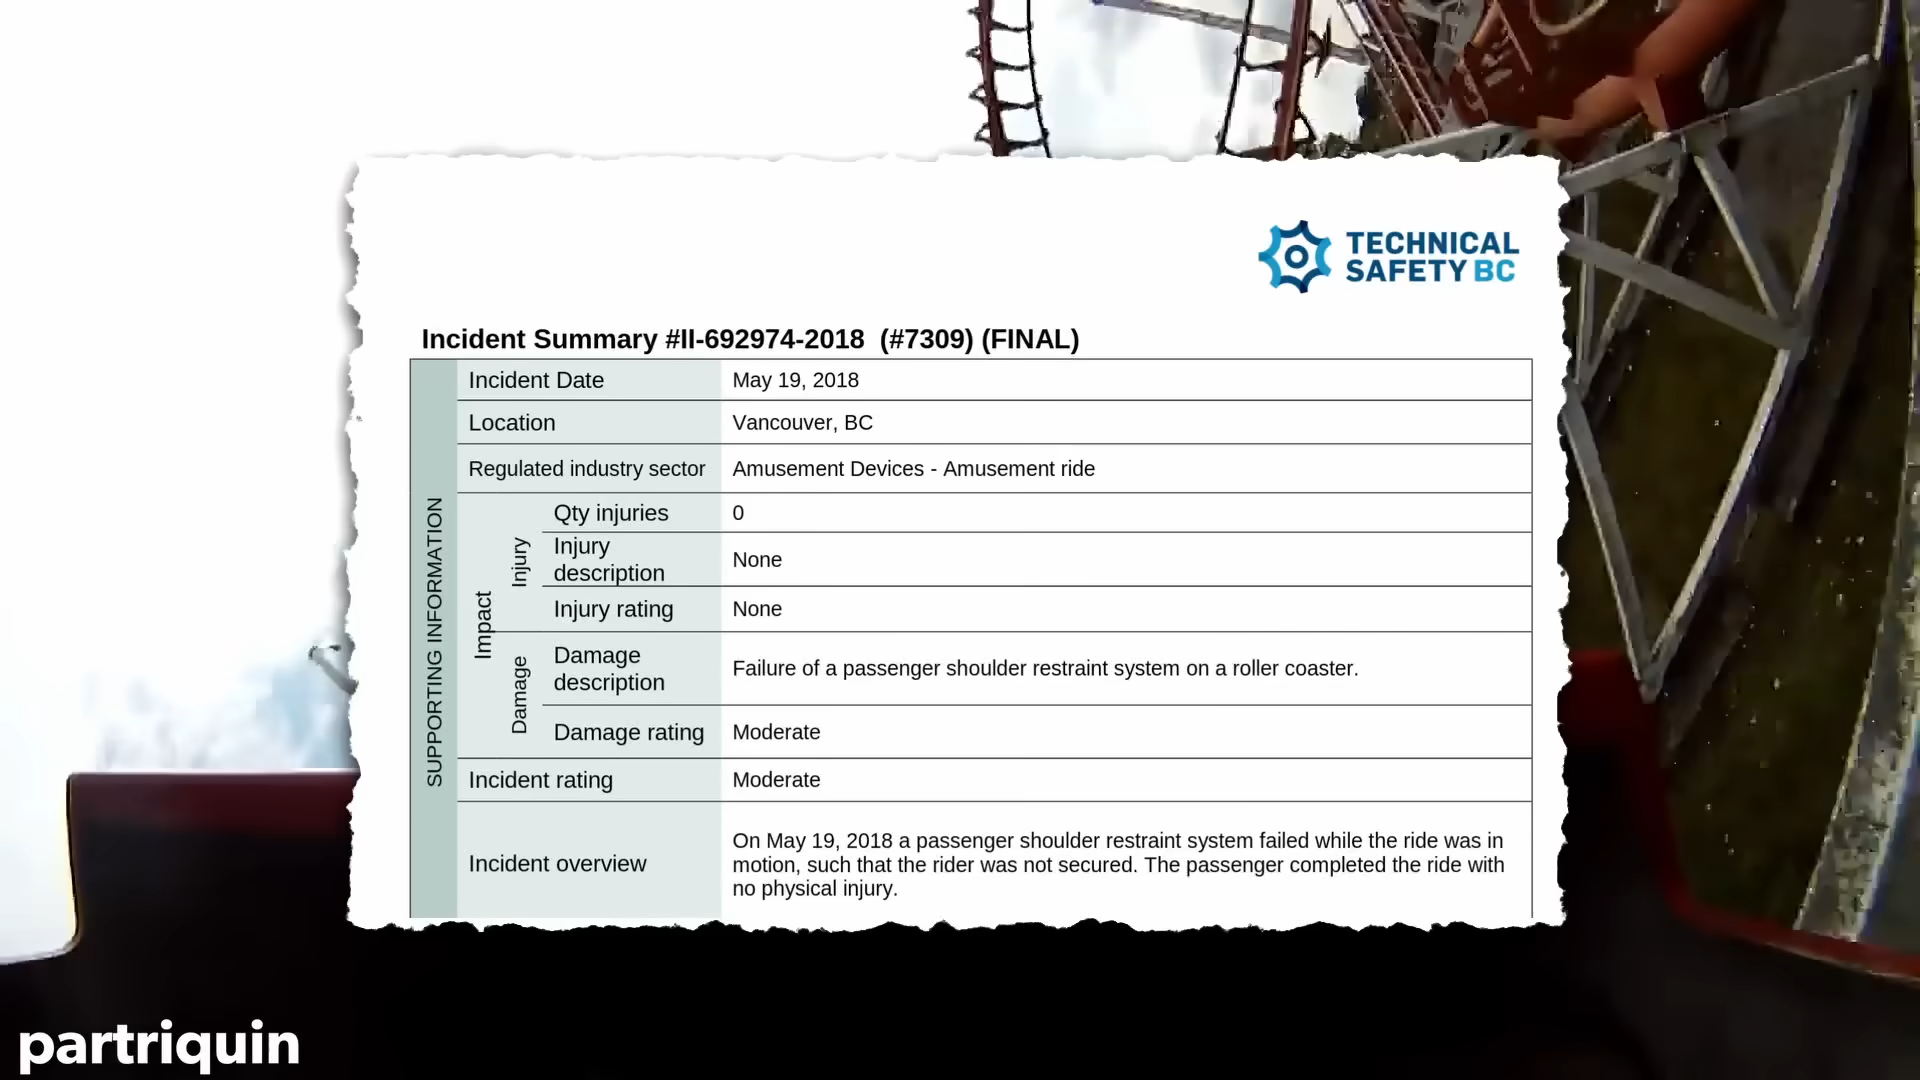 TECHNICAL
SAFETY BC
Incident Summary #II-692974-2018 (#7309) (FINAL)
SUPPORTING INFORMATION
Incident Date
May 19, 2018
Location
Vancouver, BC
Regulated industry sector
Amusement Devices - Amusement ride
Impact
Injury
Qty injuries
0
Injury
description
None
Injury rating
None
Damage
Damage
description
Failure of a passenger shoulder restraint system on a roller coaster.
Damage rating
Moderate
Incident rating
Moderate
Incident overview
On May 19, 2018 a passenger shoulder restraint system failed while the ride was in
motion, such that the rider was not secured. The passenger completed the ride with
no physical injury.
partriquin